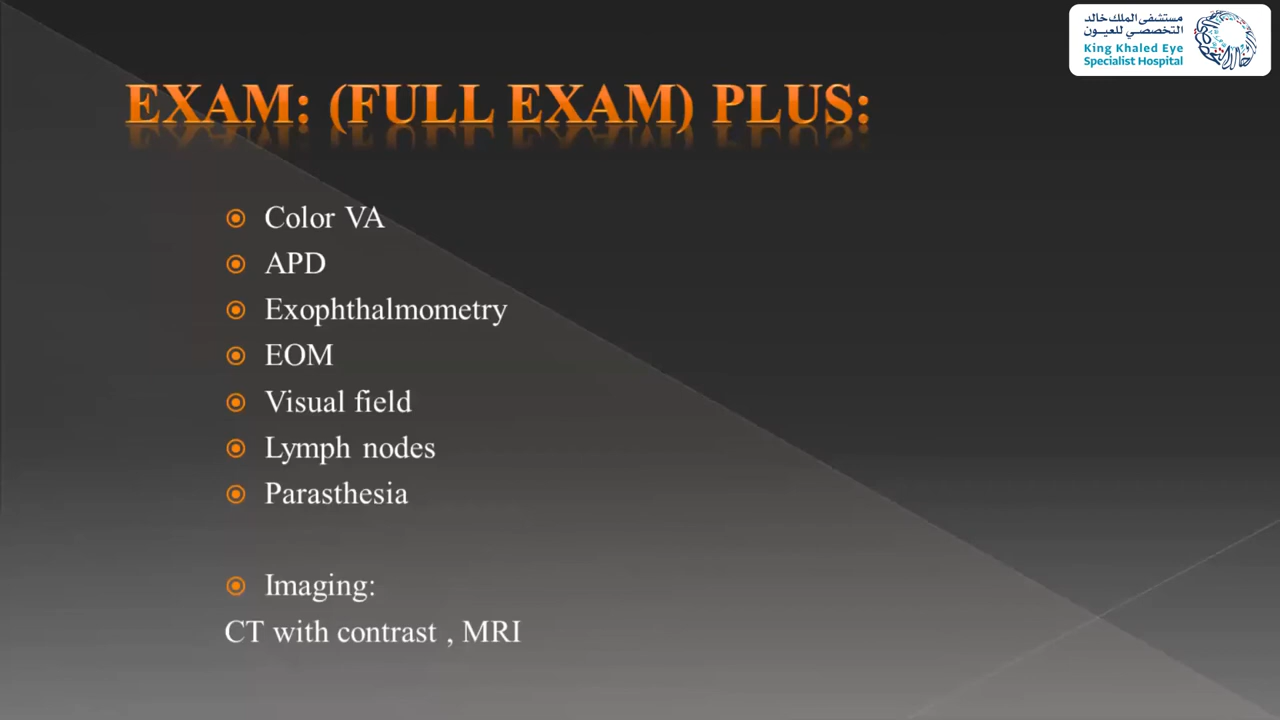 مستشفى الملك خالد
التخصصي للعيون
King Khaled Eye
Specialist Hospital
EXAM: (FULL EXAM) PLUS:
Color VA
APD
Exophthalmometry
EOM
Visual field
Lymph nodes
Parasthesia
Imaging:
CT with contrast , MRI